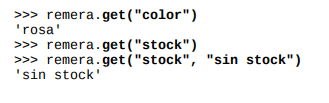 >>> remera.get("color")
'rosa'
>>> remera.get("stock")
>>> remera.get("stock", "sin stock")
'sin stock'